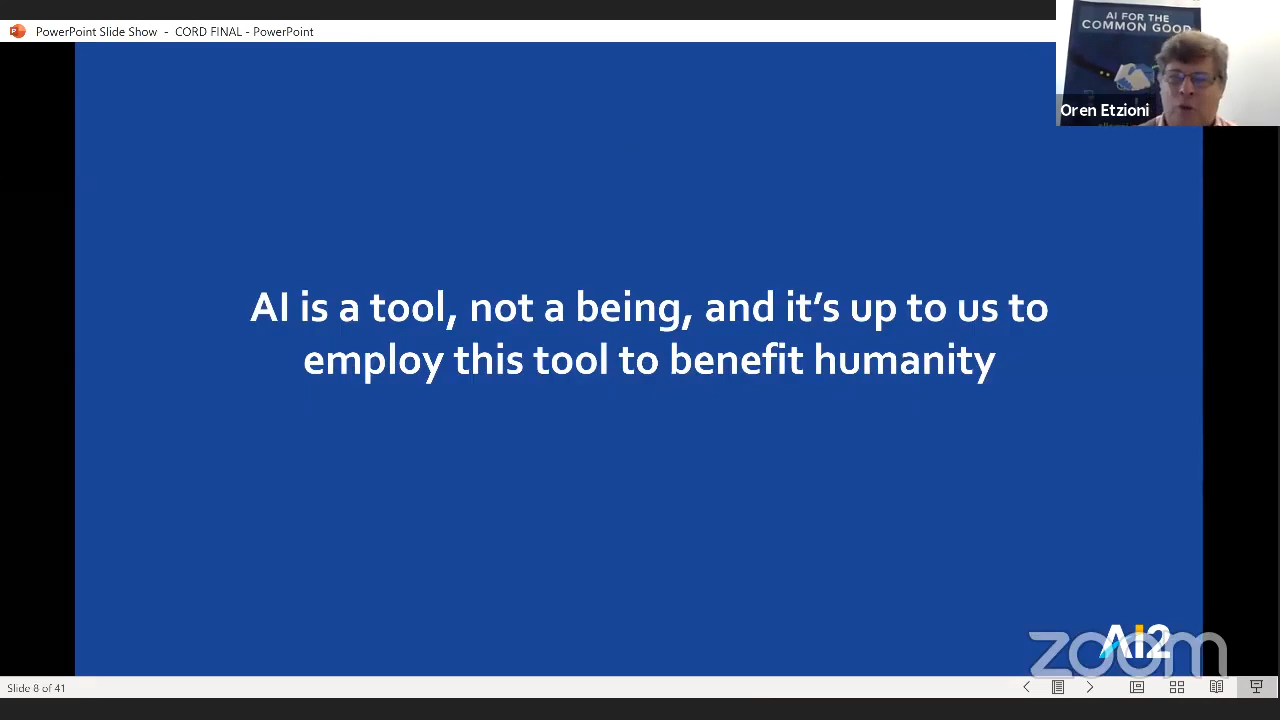 PowerPoint Slide Show - CORD FINAL - PowerPoint
AI FOR THE
COMMON GOOD
Oren Etzioni
AI is a tool, not a being, and it’s up to us to
employ this tool to benefit humanity
AI2
zoom
Slide 8 of 41